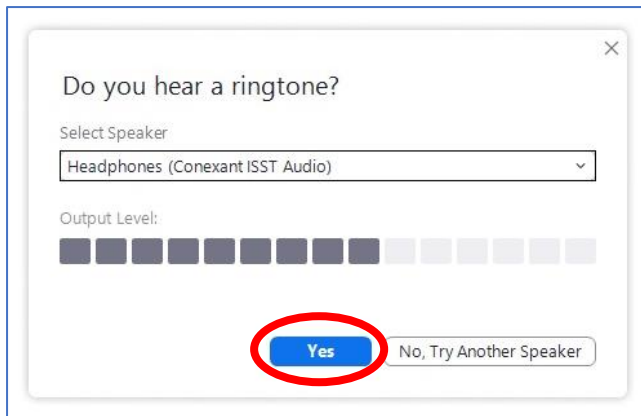 Do you hear a ringtone?
Select Speaker
Headphones (Conexant ISST Audio)
Output Level:
Yes
No, Try Another Speaker